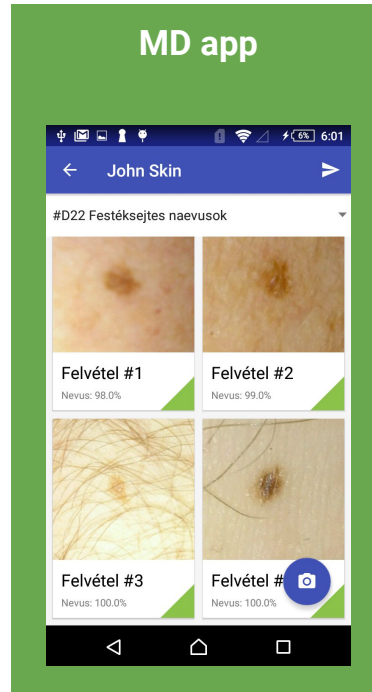 MD app
6% 6:01
John Skin
#D22 Festéksejtes naevusok
Felvétel #1
Nevus: 98.0%
Felvétel #2
Nevus: 99.0%
Felvétel #3
Nevus: 100.0%
Felvétel #
Nevus: 100.0%